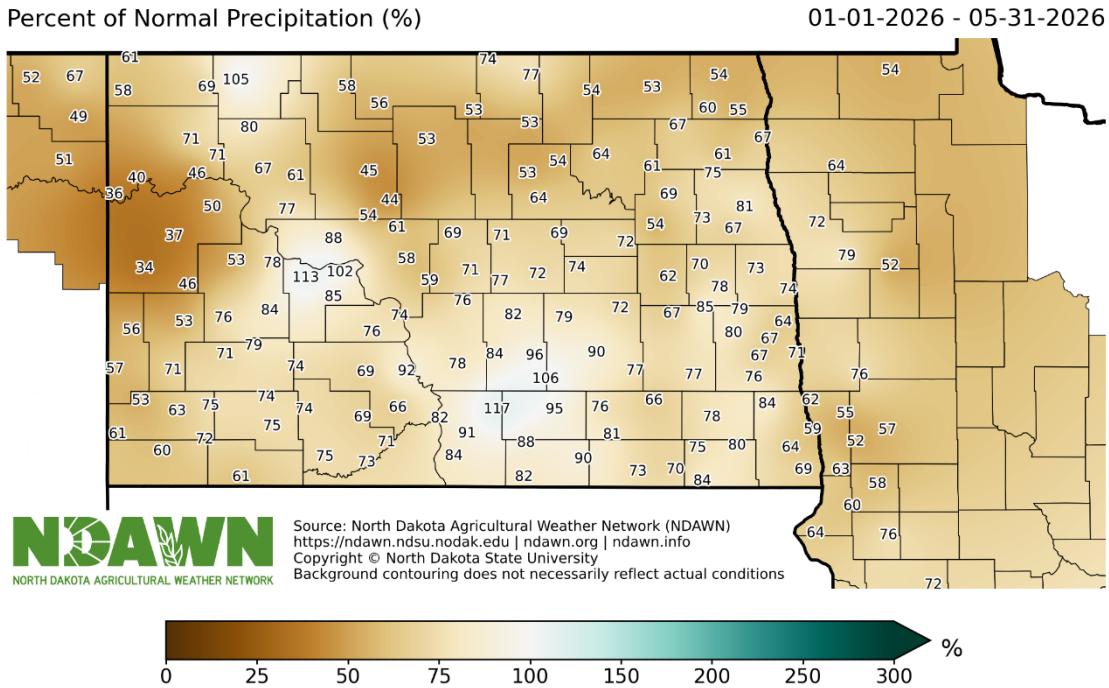 Percent of Normal Precipitation (%) 01-01-2026 - 05-31-2026
61 74
52 67 69 105 58 77 54 53 54 54
58 56 53 60 55
49 80 53 67
71 53 67
51 71 67 45 53 54 64 61 61 64
40 46 61 53 75
36 50 77 44 64 69 81
54 54 73 67 72
37 88 61 69 71 69 72
34 53 78 113 102 58 71 77 72 74 62 70 73 79 52
46 85 59 78 74
56 53 76 84 74 76 82 79 72 67 85 79 64
76 80 67
57 71 71 79 74 69 92 78 84 96 90 77 77 67 71 76
106 76
53 63 75 74 74 69 66 82 117 95 76 66 78 84 62 55
61 75 91 81 59 57
60 72 75 71 84 88 75 80 64 52
61 73 82 90 73 70 84 69 63 58
60
64 76
72
NDAWN
NORTH DAKOTA AGRICULTURAL WEATHER NETWORK
Source: North Dakota Agricultural Weather Network (NDAWN)
https://ndawn.ndsu.nodak.edu | ndawn.org | ndawn.info
Copyright © North Dakota State University
Background contouring does not necessarily reflect actual conditions
0 25 50 75 100 150 200 250 300 %